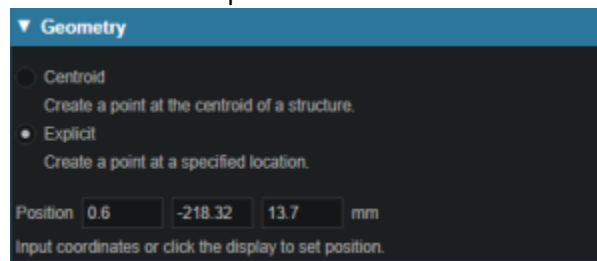 Geometry
Centroid
Create a point at the centroid of a structure.
Explicit
Create a point at a specified location.
Position 0.6 -218.32 13.7 mm
Input coordinates or click the display to set position.